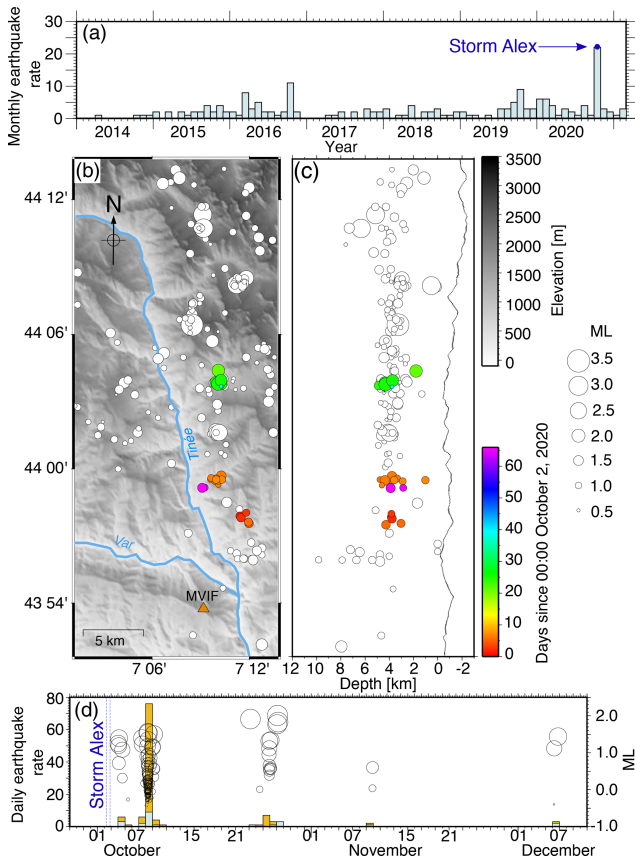 Monthly earthquake
rate
30
20
10
0
(a)
Storm Alex
2014
2015
2016
2017
2018
2019
2020
Year
(b)
44 12'
44 06'
44 00'
43 54'
N
Tinée
Var
MVIF
5 km
7 06'
7 12'
(c)
12
10
8
6
4
2
0
-2
Depth [km]
Elevation [m]
3500
3000
2500
2000
1500
1000
500
0
Days since 00:00 October 2, 2020
60
50
40
30
20
10
0
ML
3.5
3.0
2.5
2.0
1.5
1.0
0.5
(d)
Daily earthquake
rate
80
70
60
50
40
30
20
10
0
Storm Alex
2.0
1.0
0.0
-1.0
ML
01
07
15
21
01
07
15
21
01
07
October
November
December